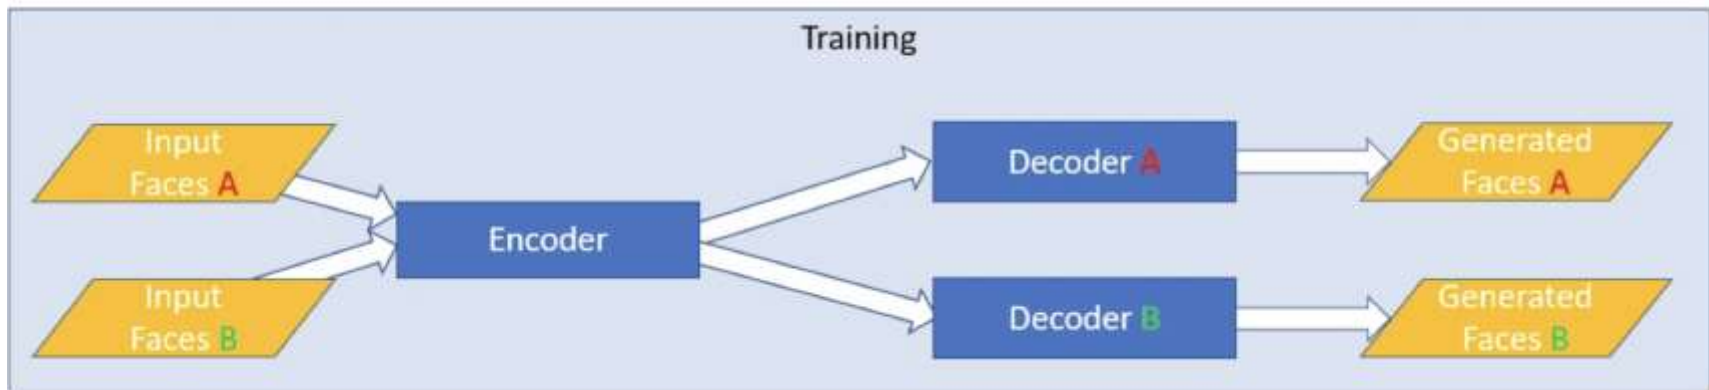 Training
Input
Faces A
Input
Faces B
Encoder
Decoder A
Decoder B
Generated
Faces A
Generated
Faces B